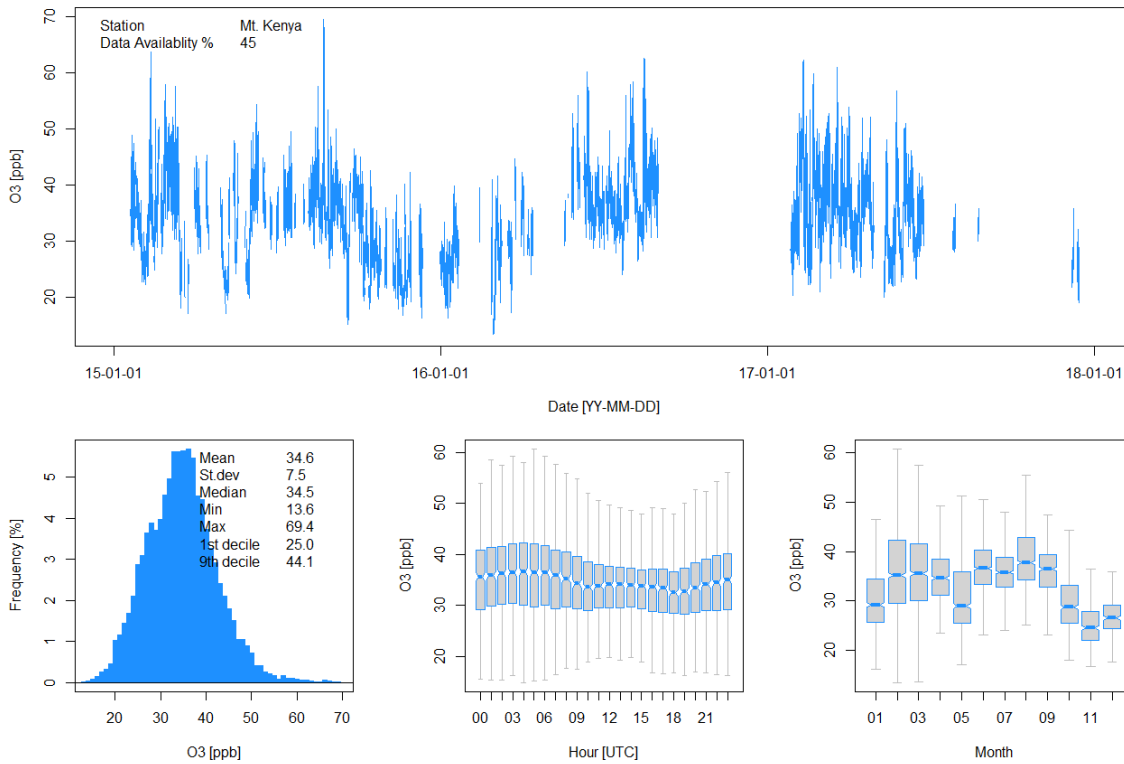 Station Mt. Kenya
Data Availablity % 45
O3 [ppb]
70
60
50
40
30
20
15-01-01 16-01-01 17-01-01 18-01-01
Date [YY-MM-DD]
Frequency [%]
5
4
3
2
1
0
Mean 34.6
St.dev 7.5
Median 34.5
Min 13.6
Max 69.4
1st decile 25.0
9th decile 44.1
20 30 40 50 60 70
O3 [ppb]
O3 [ppb]
60
50
40
30
20
00 03 06 09 12 15 18 21
Hour [UTC]
O3 [ppb]
60
50
40
30
20
01 03 05 07 09 11
Month